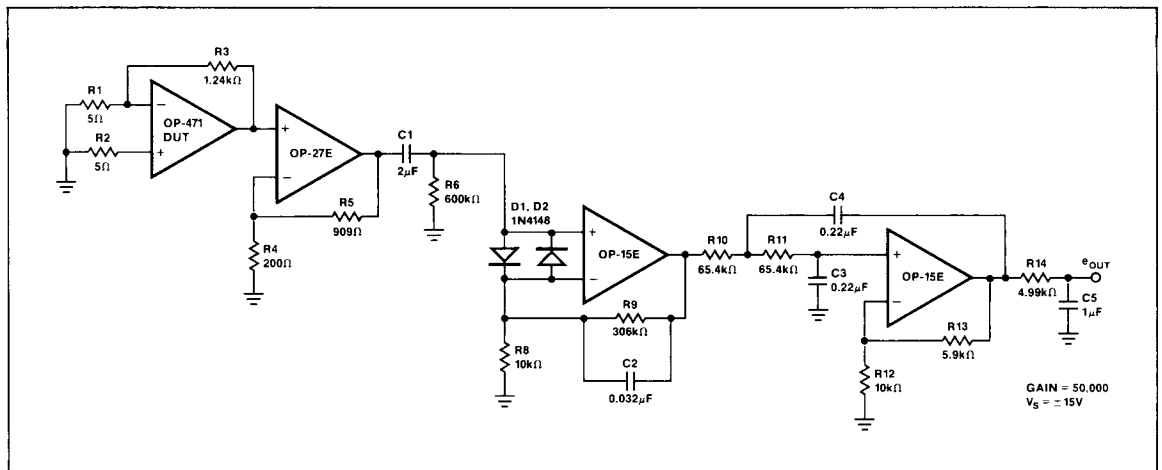 R1
5Ω
R2
5Ω
R3
1.24kΩ
−
+
OP-471
DUT
+
−
OP-27E
R5
909Ω
R4
200Ω
C1
2μF
R6
600kΩ
D1, D2
1N4148
+
−
OP-15E
R9
306kΩ
R8
10kΩ
C2
0.032μF
R10
65.4kΩ
R11
65.4kΩ
C4
0.22μF
C3
0.22μF
+
−
OP-15E
R13
5.9kΩ
R12
10kΩ
R14
4.99kΩ
eOUT
C5
1μF
GAIN = 50,000
VS = ±15V